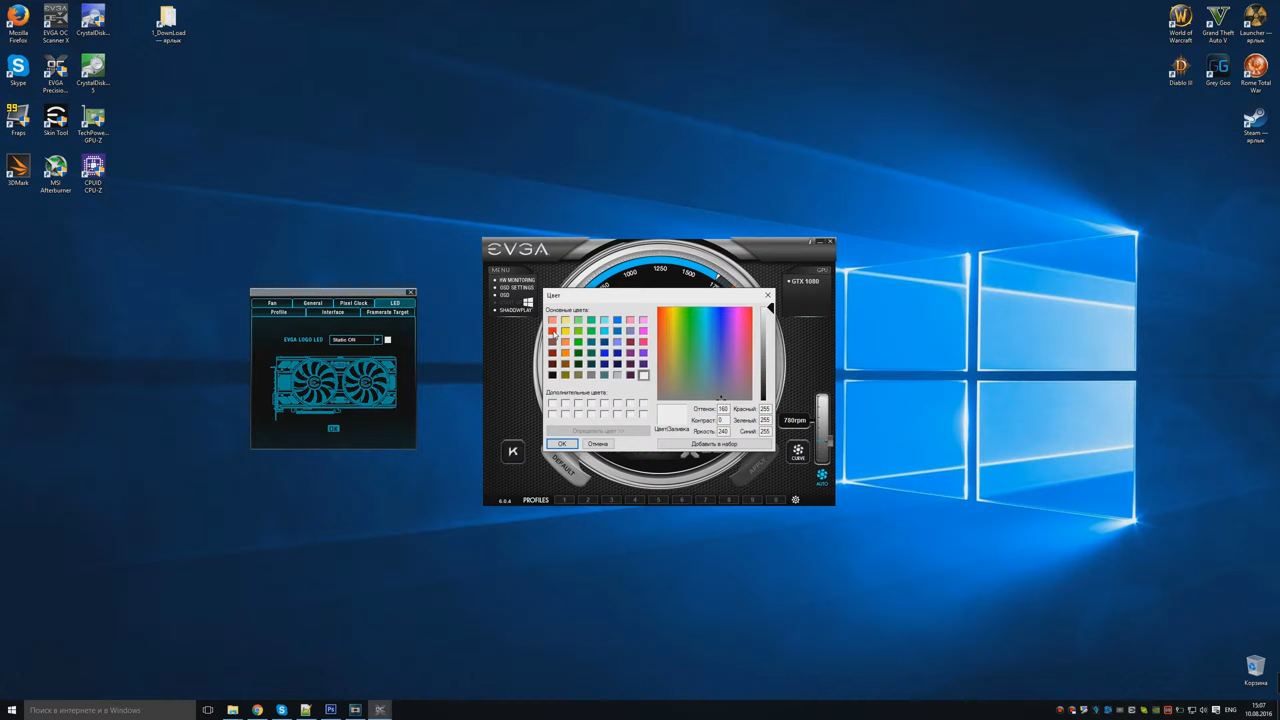 Mozilla Firefox
EVGA OC Scanner X
CrystalDisk...
1_DownLoad — ярлык
World of Warcraft
Grand Theft Auto V
Launcher — ярлык
Skype
EVGA Precision...
CrystalDisk... 5
Diablo III
Grey Goo
Rome Total War
99
Fraps
Skin Tool
TechPowe... GPU-Z
Steam — ярлык
3DMark
MSI Afterburner
CPUID CPU-Z
EVGA
MENU
GPU
HW MONITORING
OSD SETTINGS
OSD
SHADOWPLAY
GTX 1080
1000
1250
1500
Fan
General
Pixel Clock
LED
Profile
Interface
Framerate Target
EVGA LOGO LED
Static ON
OK
Цвет
Основные цвета:
Дополнительные цвета:
Определить цвет >>
OK
Отмена
Цвет|Заливка
Оттенок: 160
Красный: 255
Контраст: 0
Зеленый: 255
Яркость: 240
Синий: 255
Добавить в набор
780rpm
K
DEFAULT
APPLY
CURVE
AUTO
6.0.4
PROFILES
1
2
3
4
5
6
7
8
9
0
Корзина
Поиск в интернете и в Windows
ENG
15:07
10.08.2016